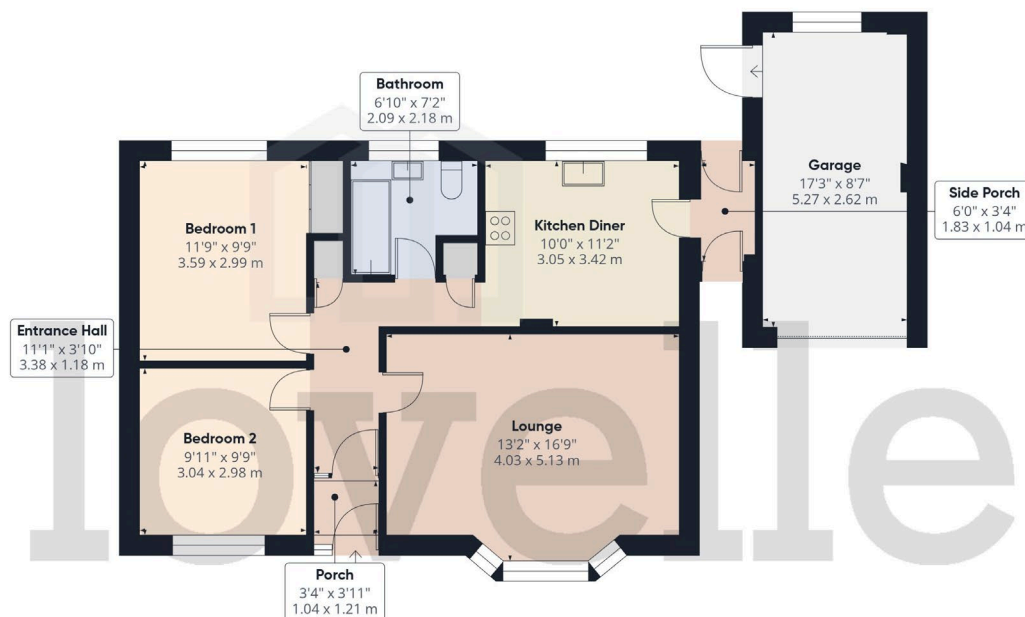 Bathroom
6'10" x 7'2"
2.09 x 2.18 m
Garage
17'3" x 8'7"
5.27 x 2.62 m
Side Porch
6'0" x 3'4"
1.83 x 1.04 m
Bedroom 1
11'9" x 9'9"
3.59 x 2.99 m
Kitchen Diner
10'0" x 11'2"
3.05 x 3.42 m
Entrance Hall
11'1" x 3'10"
3.38 x 1.18 m
Bedroom 2
9'11" x 9'9"
3.04 x 2.98 m
Lounge
13'2" x 16'9"
4.03 x 5.13 m
Porch
3'4" x 3'11"
1.04 x 1.21 m
lovelle